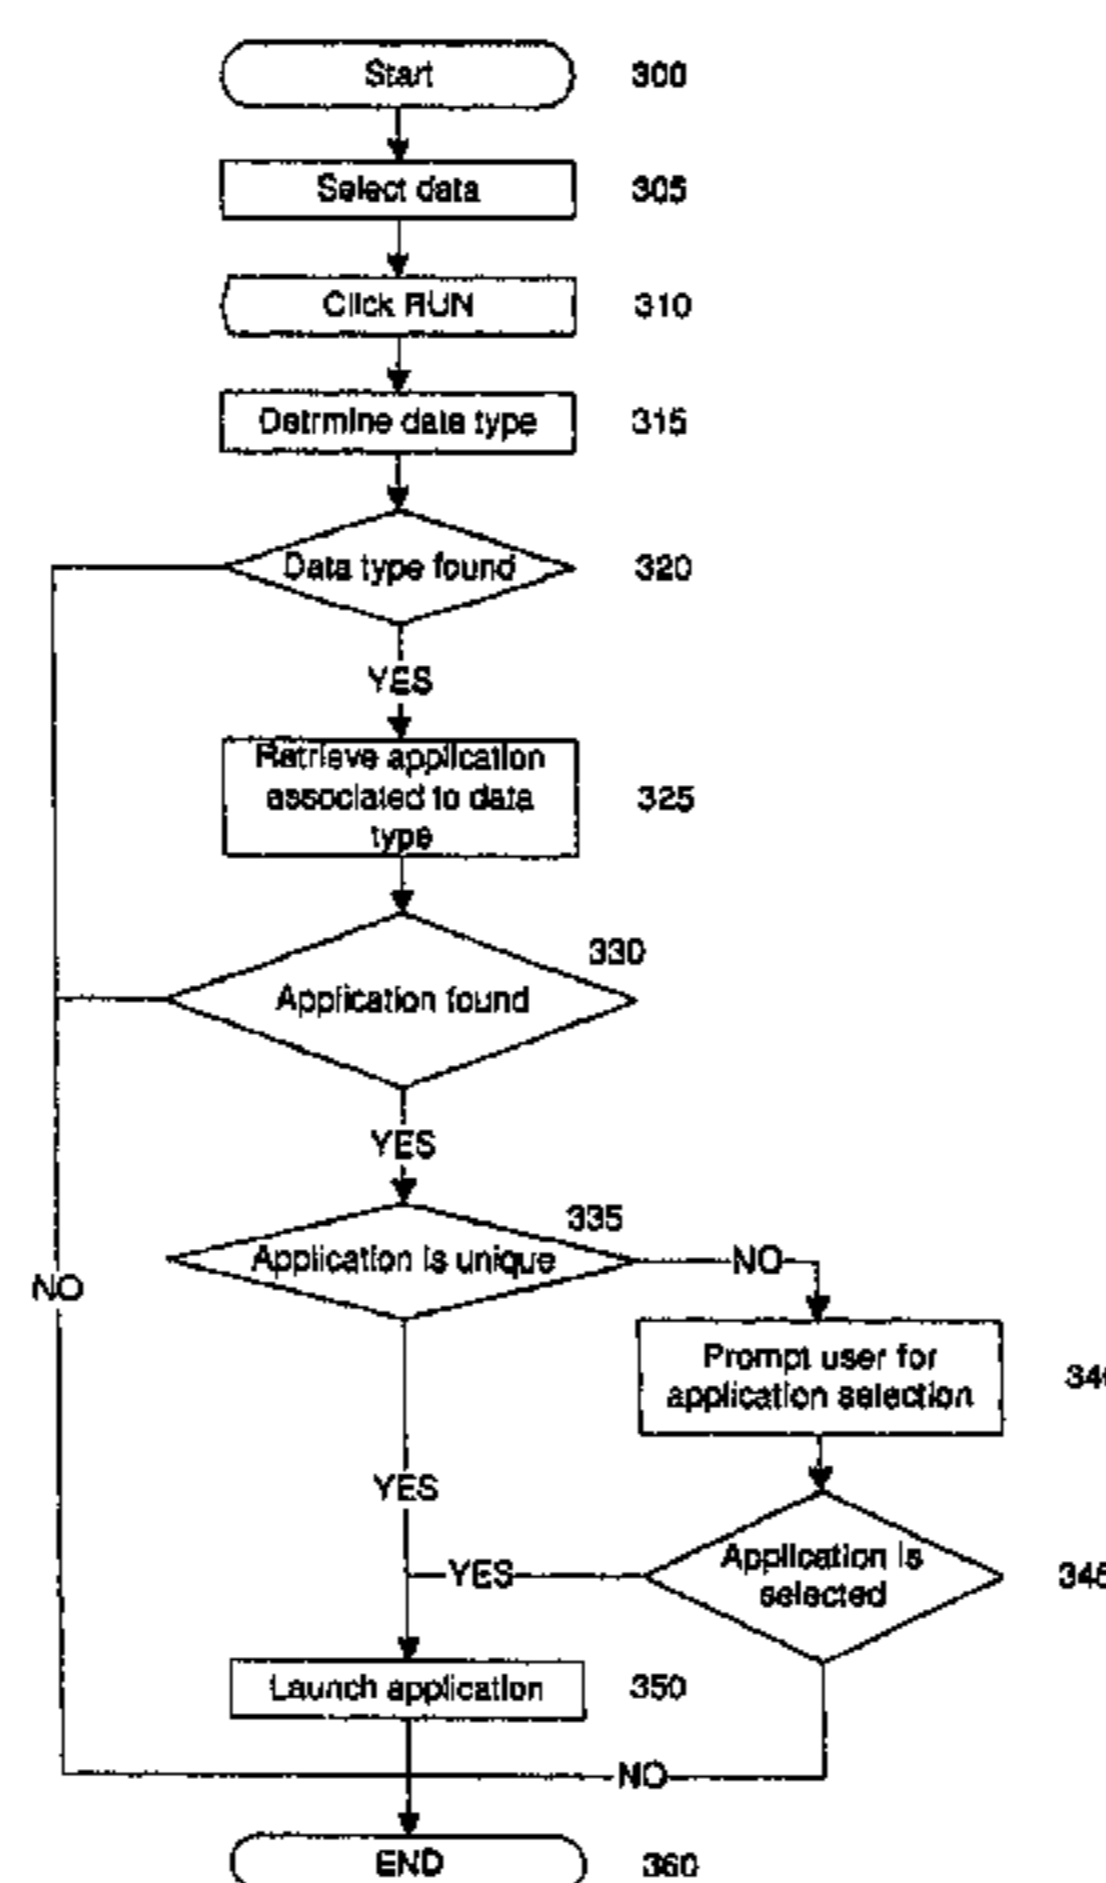 Start 300
Select data 305
Click RUN 310
Detrmine data type 315
Data type found 320
YES
Retrieve application
associated to data 325
type
330
Application found
YES
335
Application is unique NO
NO
Prompt user for
application selection
YES
Application is
selected
YES
Launch application 350
NO
END 360